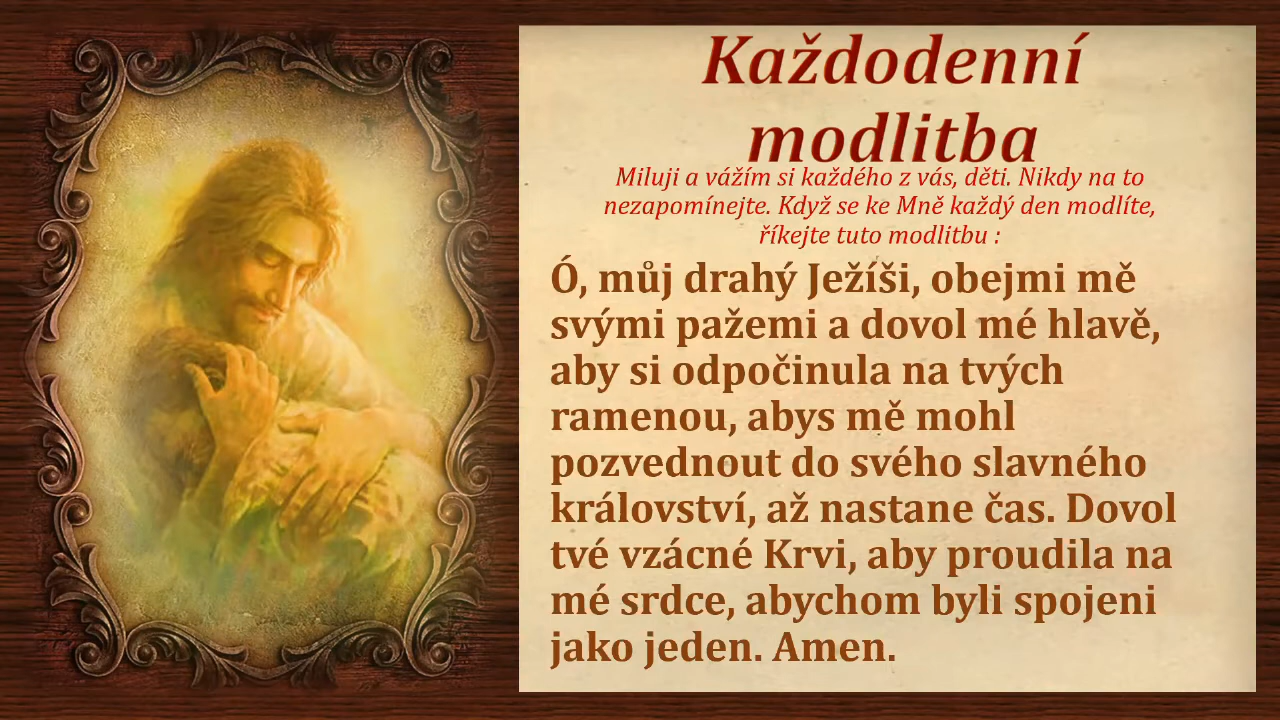 Každodenní
modlitba
Miluji a vážím si každého z vás, děti. Nikdy na to
nezapomínejte. Když se ke Mně každý den modlíte,
říkejte tuto modlitbu :
Ó, můj drahý Ježíši, obejmi mě
svými pažemi a dovol mé hlavě,
aby si odpočinula na tvých
ramenou, abys mě mohl
pozvednout do svého slavného
království, až nastane čas. Dovol
tvé vzácné Krvi, aby proudila na
mé srdce, abychom byli spojeni
jako jeden. Amen.